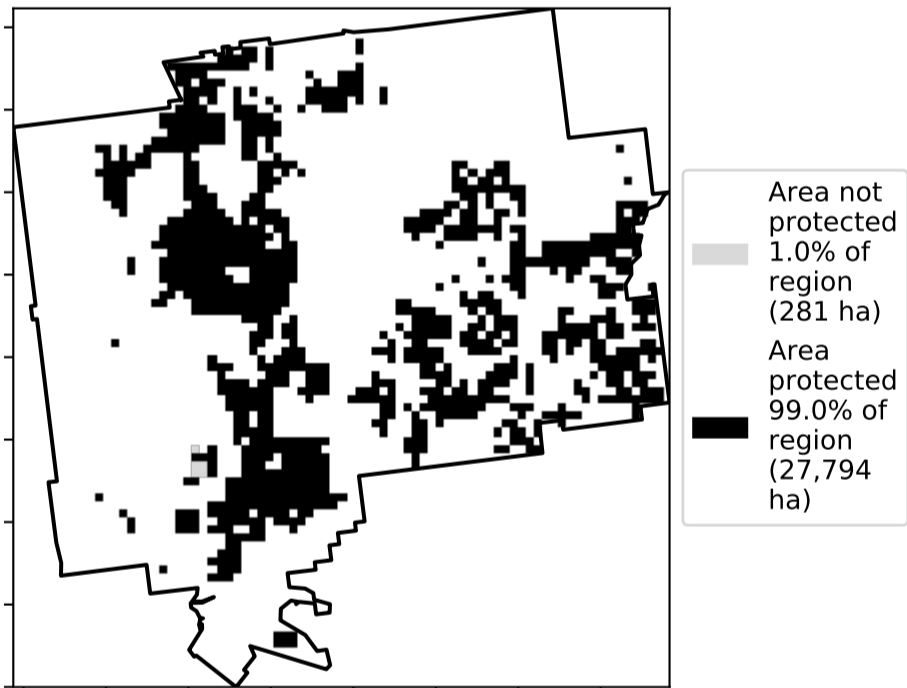 Area not
protected
1.0% of
region
(281 ha)
Area
protected
99.0% of
region
(27,794
ha)